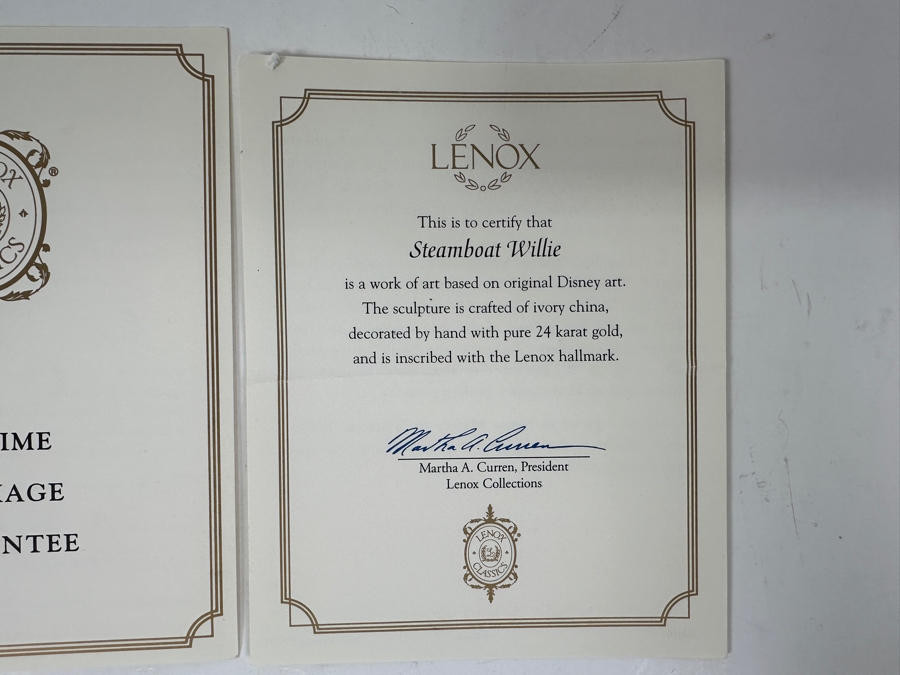 ®
CS
IME
AGE
NTEE
LENOX
This is to certify that
Steamboat Willie
is a work of art based on original Disney art.
The sculpture is crafted of ivory china,
decorated by hand with pure 24 karat gold,
and is inscribed with the Lenox hallmark.
Martha A. Curren
Martha A. Curren, President
Lenox Collections
LENOX
CLASSICS